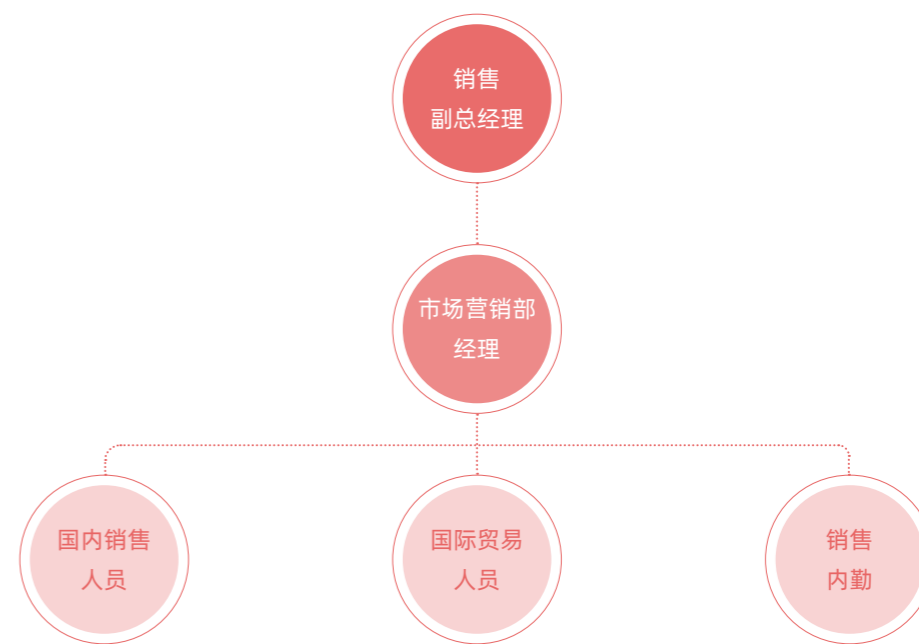 销售
副总经理
市场营销部
经理
国内销售
人员
国际贸易
人员
销售
内勤